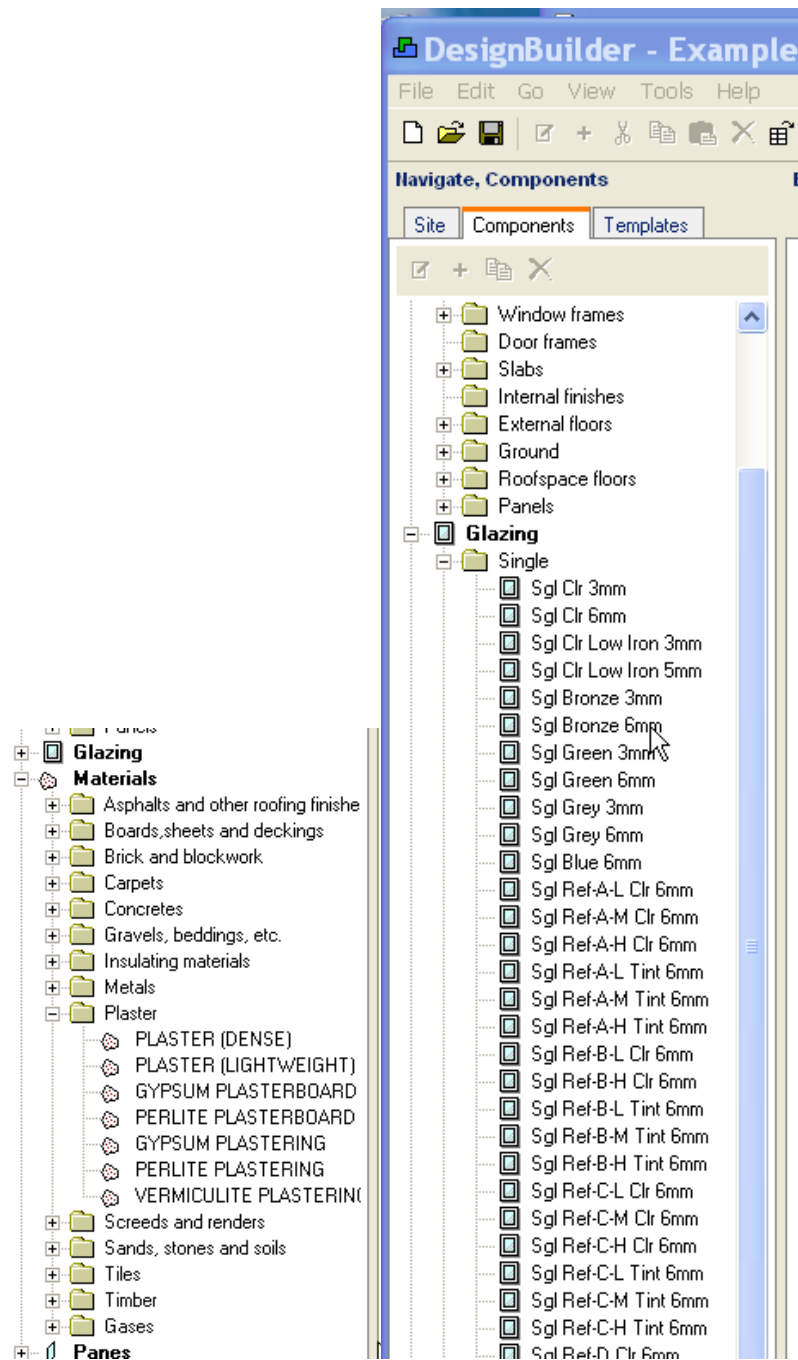 DesignBuilder - Example
File Edit Go View Tools Help
Navigate, Components
Site Components Templates
Window frames
Door frames
Slabs
Internal finishes
External floors
Ground
Roofspace floors
Panels
Glazing
Single
Sgl Clr 3mm
Sgl Clr 6mm
Sgl Clr Low Iron 3mm
Sgl Clr Low Iron 5mm
Sgl Bronze 3mm
Sgl Bronze 6mm
Sgl Green 3mm
Sgl Green 6mm
Sgl Grey 3mm
Sgl Grey 6mm
Sgl Blue 6mm
Sgl Ref-A-L Clr 6mm
Sgl Ref-A-M Clr 6mm
Sgl Ref-A-H Clr 6mm
Sgl Ref-A-L Tint 6mm
Sgl Ref-A-M Tint 6mm
Sgl Ref-A-H Tint 6mm
Sgl Ref-B-L Clr 6mm
Sgl Ref-B-H Clr 6mm
Sgl Ref-B-L Tint 6mm
Sgl Ref-B-M Tint 6mm
Sgl Ref-B-H Tint 6mm
Sgl Ref-C-L Clr 6mm
Sgl Ref-C-M Clr 6mm
Sgl Ref-C-H Clr 6mm
Sgl Ref-C-L Tint 6mm
Sgl Ref-C-M Tint 6mm
Sgl Ref-C-H Tint 6mm
Sgl Ref-D Clr 6mm
Panels
Glazing
Materials
Asphalts and other roofing finishe
Boards,sheets and deckings
Brick and blockwork
Carpets
Concretes
Gravels, beddings, etc.
Insulating materials
Metals
Plaster
PLASTER (DENSE)
PLASTER (LIGHTWEIGHT)
GYPSUM PLASTERBOARD
PERLITE PLASTERBOARD
GYPSUM PLASTERING
PERLITE PLASTERING
VERMICULITE PLASTERIN
Screeds and renders
Sands, stones and soils
Tiles
Timber
Gases
Panes